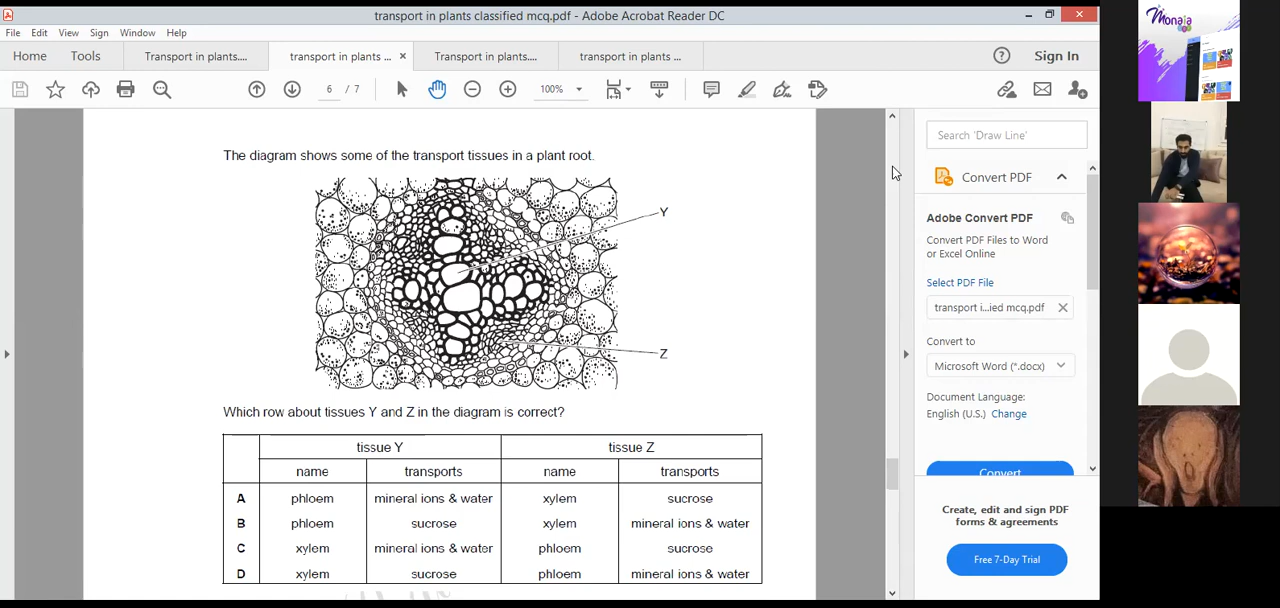 transport in plants classified mcq.pdf - Adobe Acrobat Reader DC
File Edit View Sign Window Help
Home Tools Transport in plants.... transport in plants ... × Transport in plants.... transport in plants ... Sign In
6 / 7 100%
The diagram shows some of the transport tissues in a plant root.
Y
Z
Which row about tissues Y and Z in the diagram is correct?
tissue Y tissue Z
name transports name transports
A phloem mineral ions & water xylem sucrose
B phloem sucrose xylem mineral ions & water
C xylem mineral ions & water phloem sucrose
D xylem sucrose phloem mineral ions & water
Search 'Draw Line'
Convert PDF
Adobe Convert PDF
Convert PDF Files to Word
or Excel Online
Select PDF File
transport i...ied mcq.pdf
Convert to
Microsoft Word (*.docx)
Document Language:
English (U.S.) Change
Convert
Create, edit and sign PDF
forms & agreements
Free 7-Day Trial